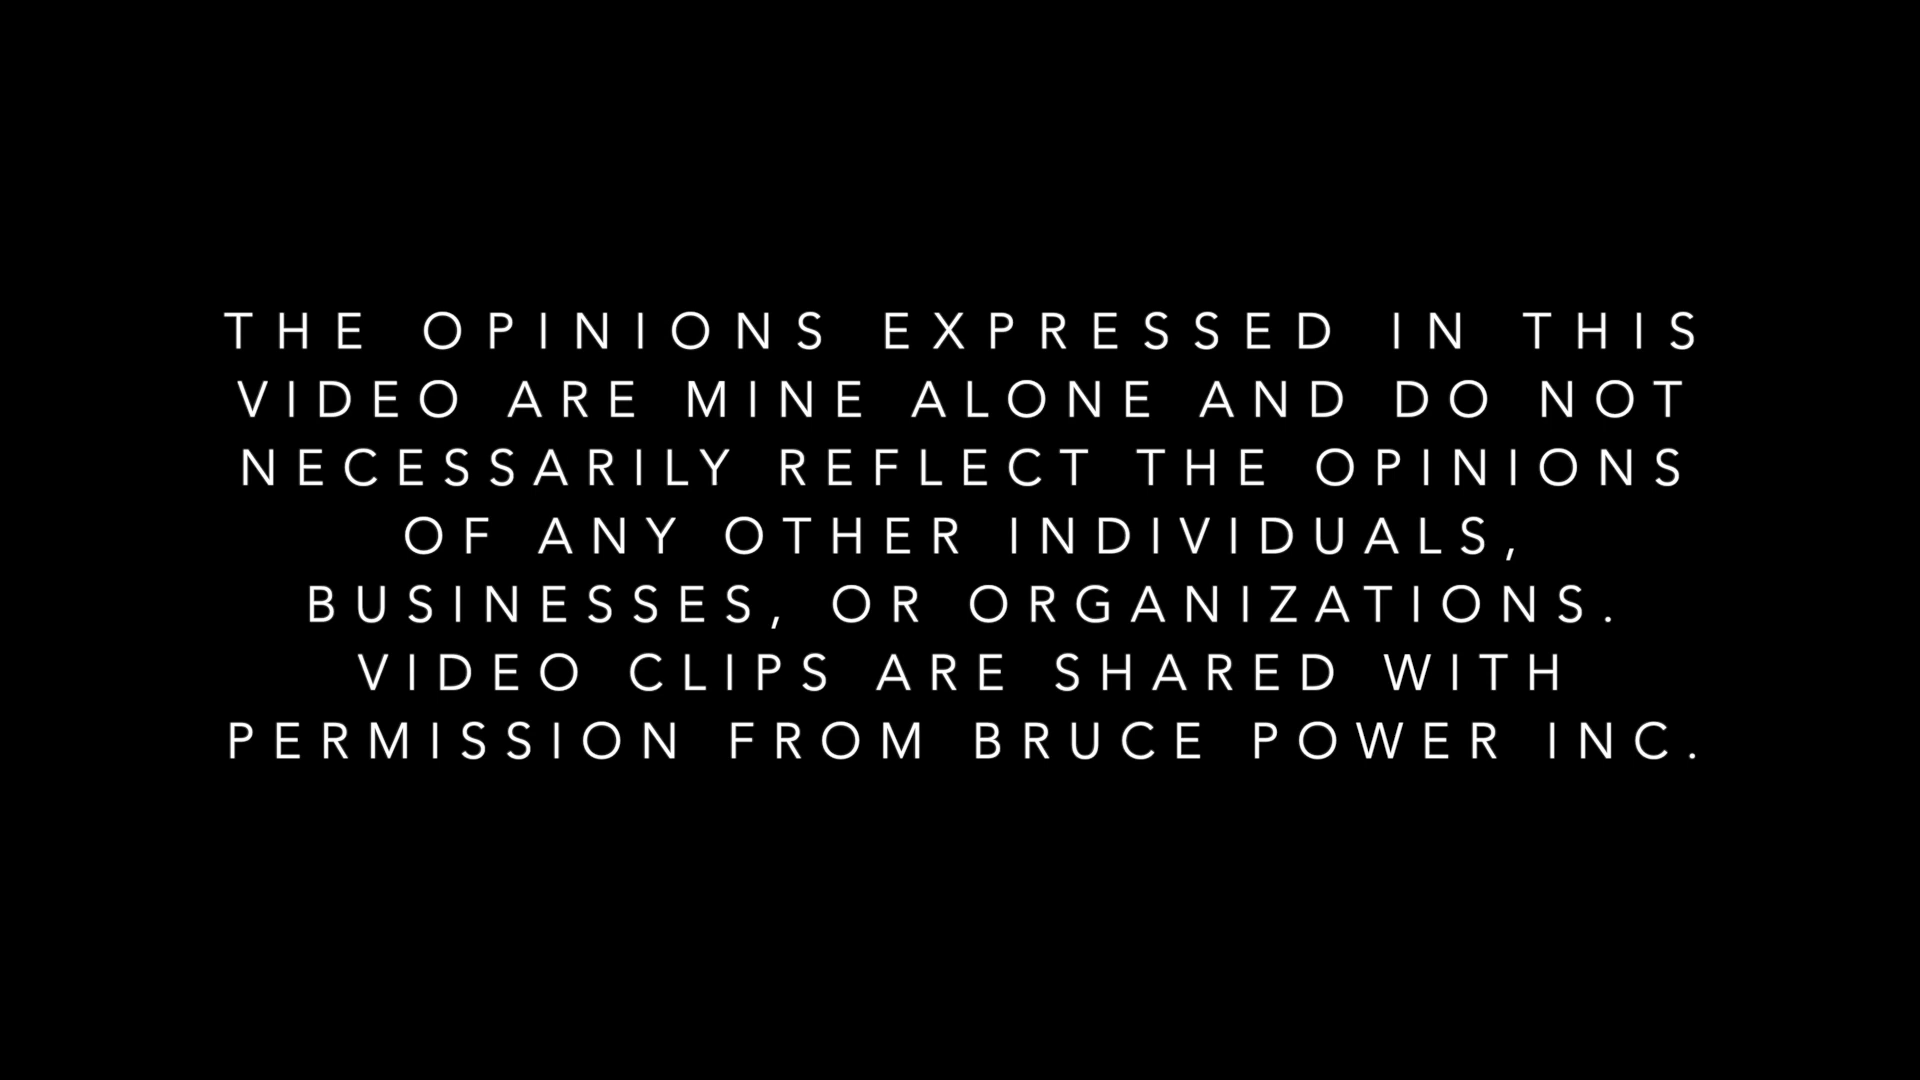 THE OPINIONS EXPRESSED IN THIS
VIDEO ARE MINE ALONE AND DO NOT
NECESSARILY REFLECT THE OPINIONS
OF ANY OTHER INDIVIDUALS,
BUSINESSES, OR ORGANIZATIONS.
VIDEO CLIPS ARE SHARED WITH
PERMISSION FROM BRUCE POWER INC.